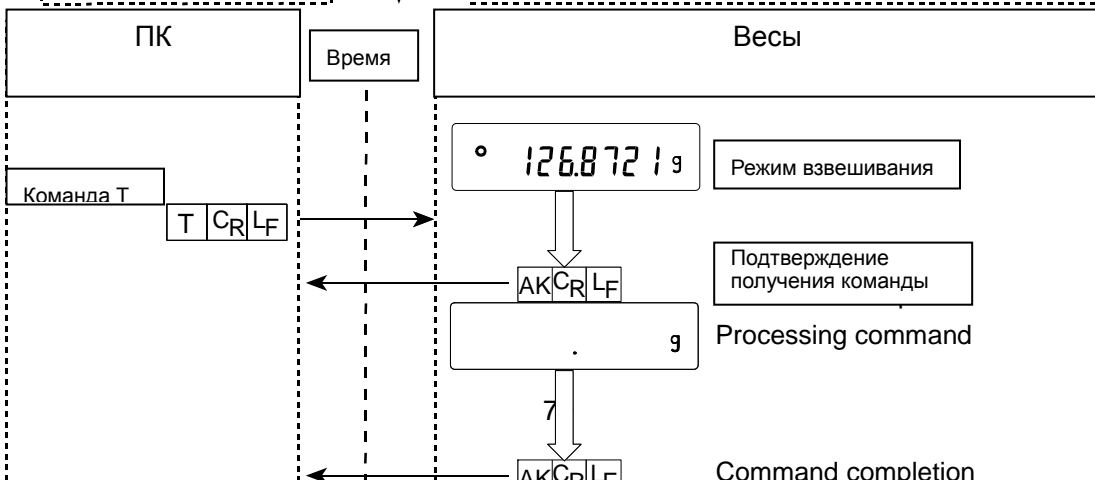 ПК
Время
Весы
126.8721 g
Режим взвешивания
Команда T
T CR LF
Подтверждение
получения команды
AK CR LF
. g
Processing command
7
AK CR LF
Command completion